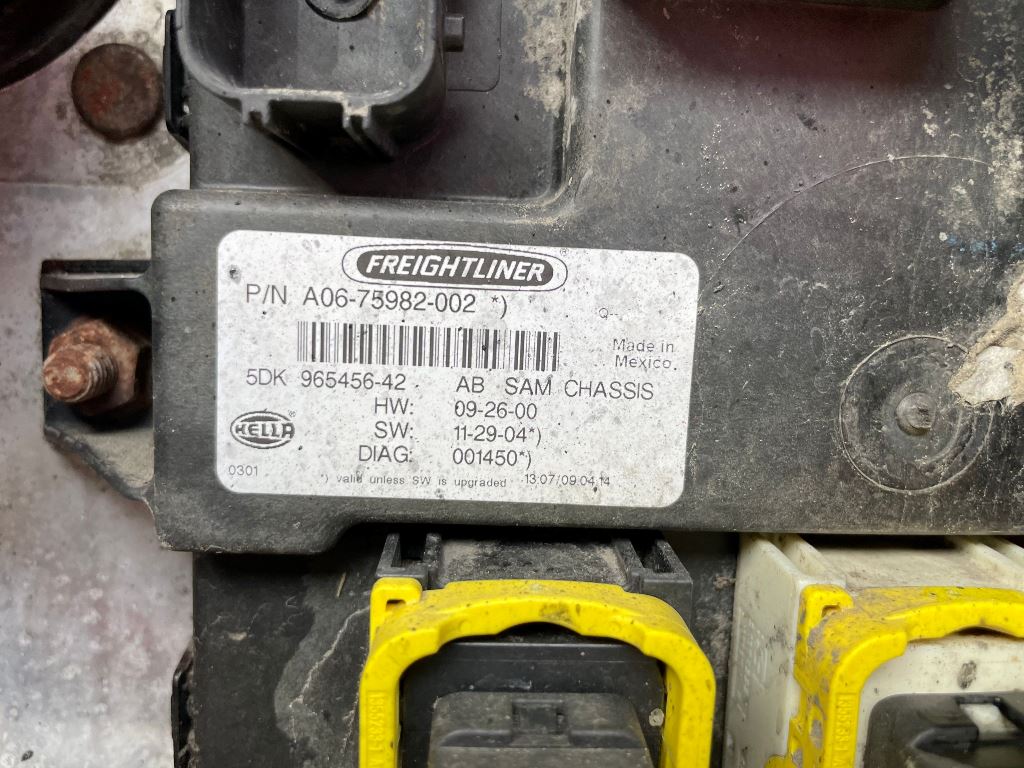 FREIGHTLINER ®
P/N A06-75982-002 *)
Q--
Made in
Mexico
5DK 965456-42 AB SAM CHASSIS
HW: 09-26-00
HELLA ®
SW: 11-29-04*)
DIAG: 001450*)
0301
*) valid unless SW is upgraded 13:07/09.04.14